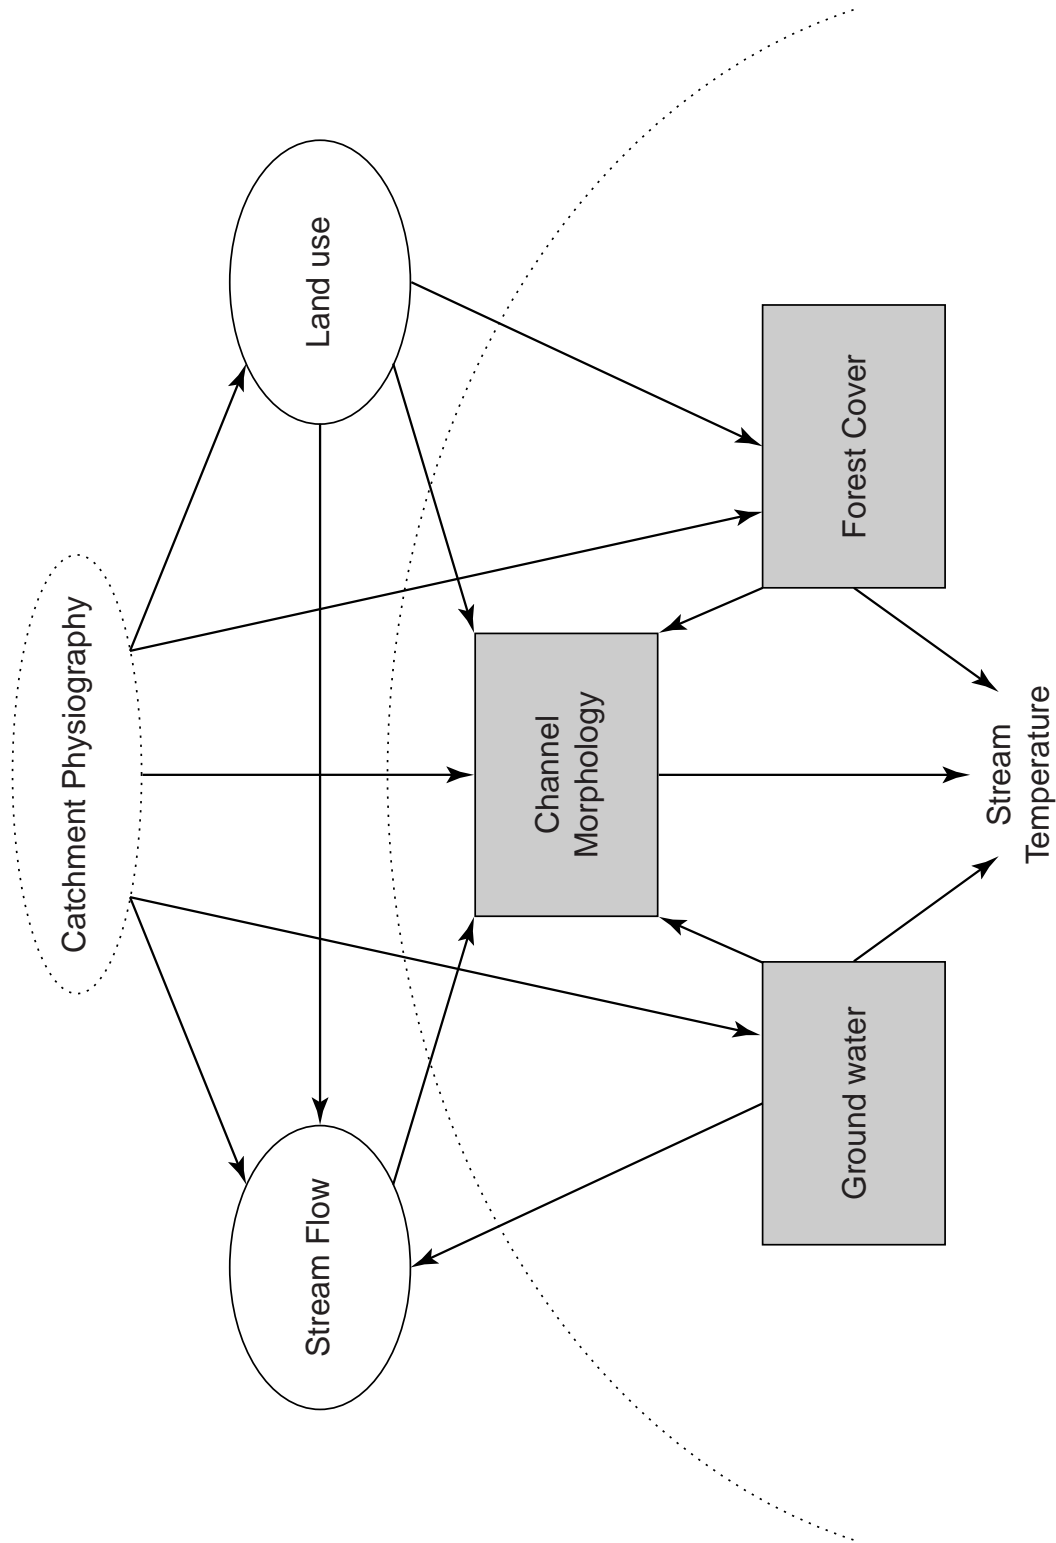 Catchment Physiography
Stream Flow
Land use
Channel
Morphology
Ground water
Forest Cover
Stream
Temperature